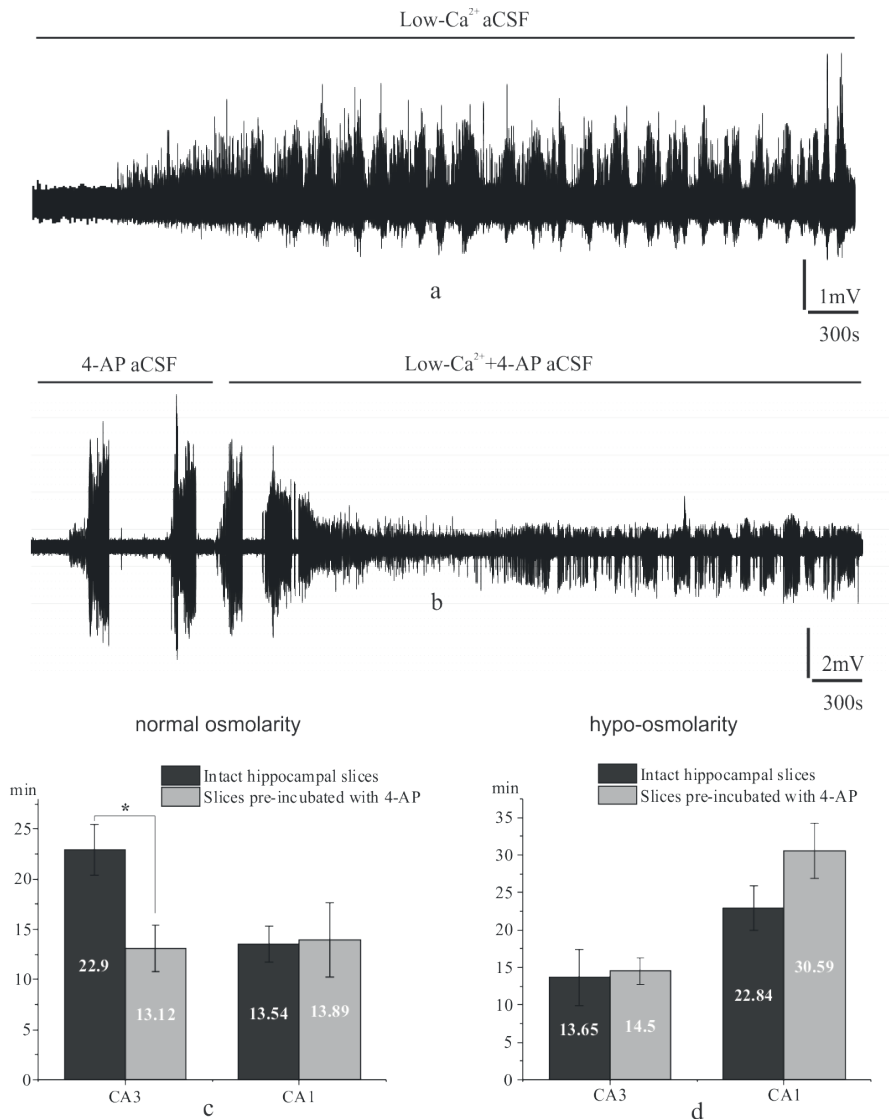 Low-Ca²⁺ aCSF
a
1mV
300s
4-AP aCSF
Low-Ca²⁺+4-AP aCSF
b
2mV
300s
normal osmolarity
hypo-osmolarity
min
Intact hippocampal slices
Slices pre-incubated with 4-AP
*
25
20
15
10
5
0
22.9
13.12
13.54
13.89
CA3
CA1
c
min
Intact hippocampal slices
Slices pre-incubated with 4-AP
35
30
25
20
15
10
5
0
13.65
14.5
22.84
30.59
CA3
CA1
d